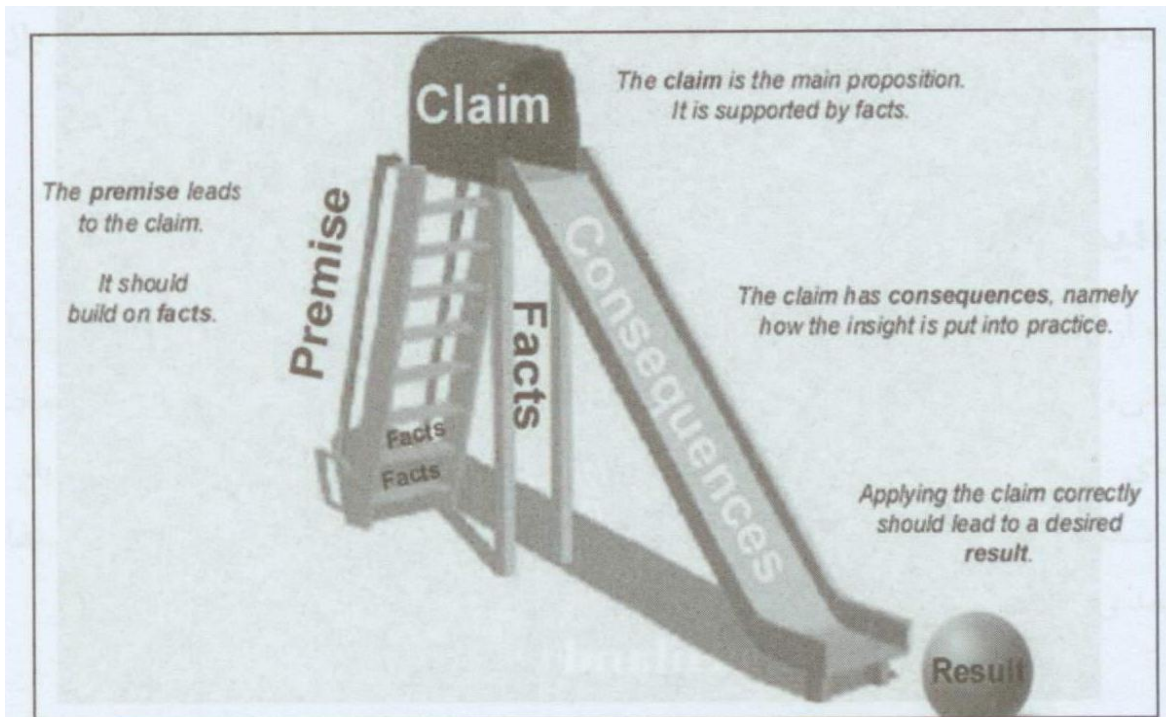 Claim
The claim is the main proposition.
It is supported by facts.
The premise leads
to the claim.
It should
build on facts.
Premise
Facts
Facts
Facts
Consequences
The claim has consequences, namely
how the insight is put into practice.
Applying the claim correctly
should lead to a desired
result.
Result